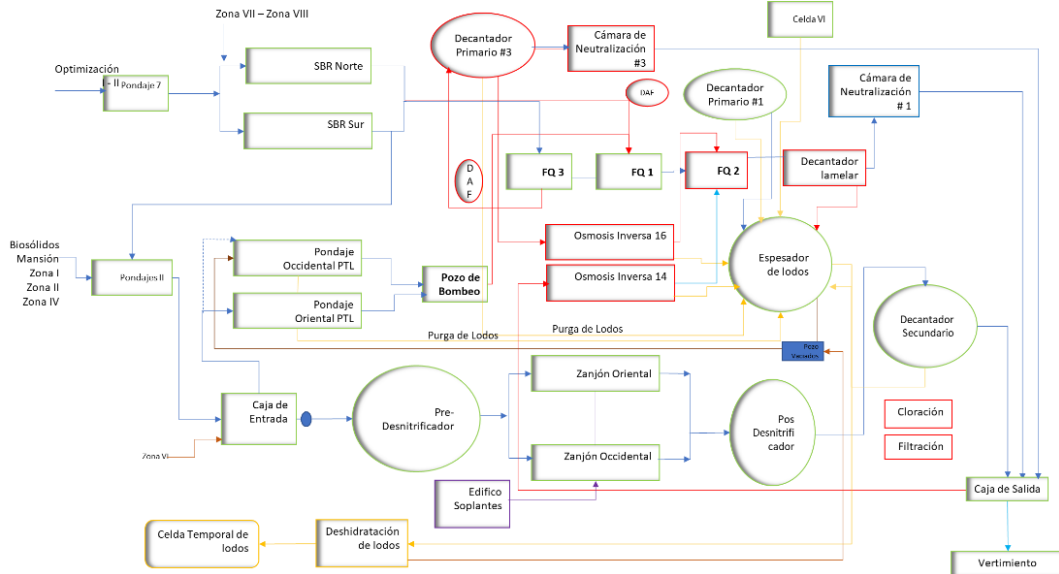 Zona VII – Zona VIII
Optimización
I - II
Pondaje 7
SBR Norte
SBR Sur
Decantador
Primario #3
Cámara de
Neutralización
#3
Celda VI
DAF
Decantador
Primario #1
Cámara de
Neutralización
# 1
D
A
F
FQ 3
FQ 1
FQ 2
Decantador
lamelar
Biosólidos
Mansión
Zona I
Zona II
Zona IV
Pondajes II
Pondaje
Occidental PTL
Pondaje
Oriental PTL
Pozo de
Bombeo
Osmosis Inversa 16
Osmosis Inversa 14
Espesador
de lodos
Decantador
Secundario
Purga de Lodos
Purga de Lodos
Pozo
Vaciados
Caja de
Entrada
Zona VI
Pre-
Desnitrificador
Zanjón Oriental
Zanjón Occidental
Pos
Desnitrifi
cador
Cloración
Filtración
Edifico
Soplantes
Caja de Salida
Celda Temporal de
lodos
Deshidratación
de lodos
Vertimiento